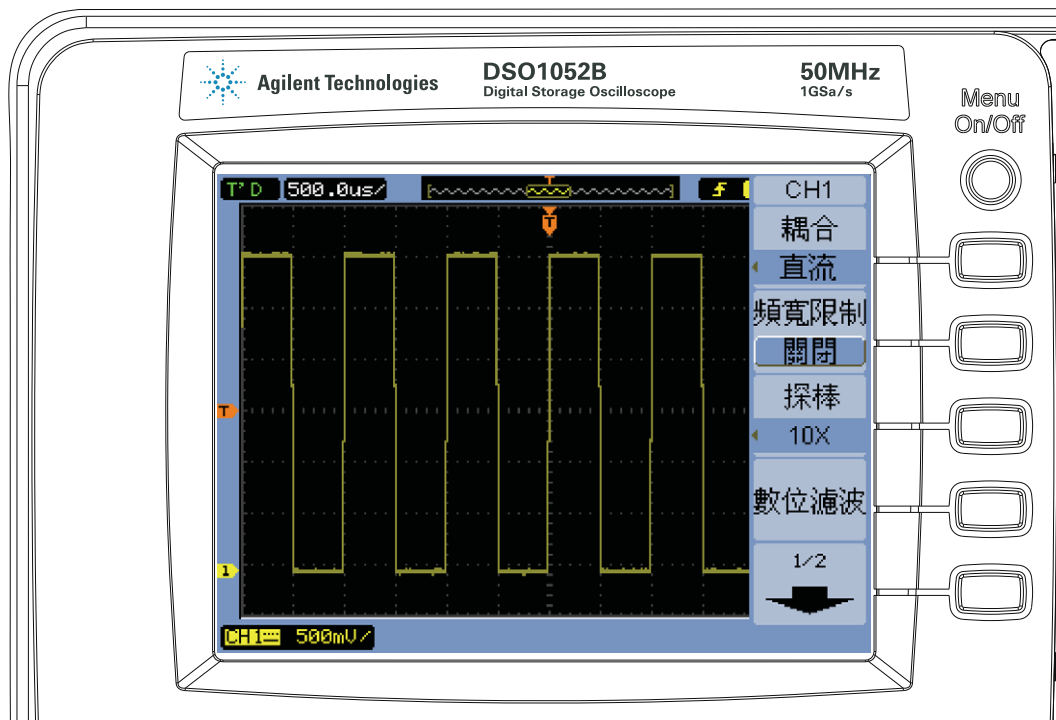 Agilent Technologies
DSO1052B
Digital Storage Oscilloscope
50MHz
1GSa/s
Menu
On/Off
T'D
500.0us/
T
CH1
耦合
直流
頻寬限制
關閉
探棒
10X
數位濾波
1/2
T
T
1
CH1 500mV/